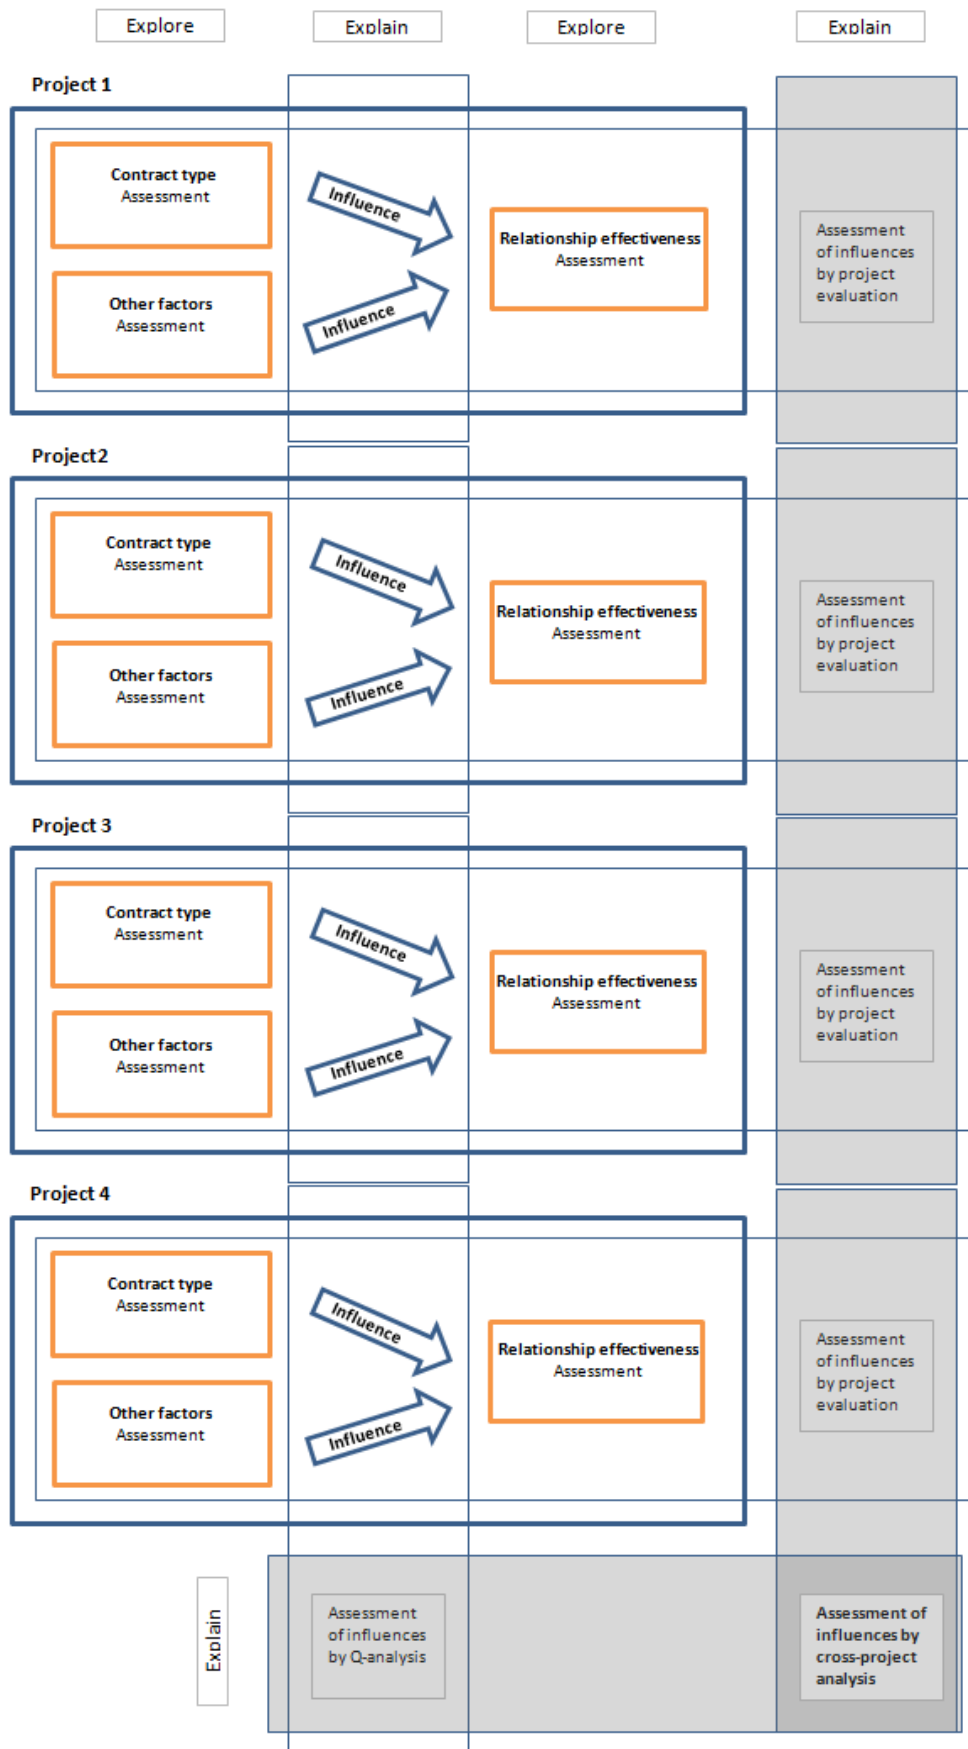 Explore
Explain
Explore
Explain
Project 1
Contract type
Assessment
Other factors
Assessment
Influence
Influence
Relationship effectiveness
Assessment
Assessment
of influences
by project
evaluation
Project2
Contract type
Assessment
Other factors
Assessment
Influence
Influence
Relationship effectiveness
Assessment
Assessment
of influences
by project
evaluation
Project 3
Contract type
Assessment
Other factors
Assessment
Influence
Influence
Relationship effectiveness
Assessment
Assessment
of influences
by project
evaluation
Project 4
Contract type
Assessment
Other factors
Assessment
Influence
Influence
Relationship effectiveness
Assessment
Assessment
of influences
by project
evaluation
Explain
Assessment
of influences
by Q-analysis
Assessment of
influences by
cross-project
analysis